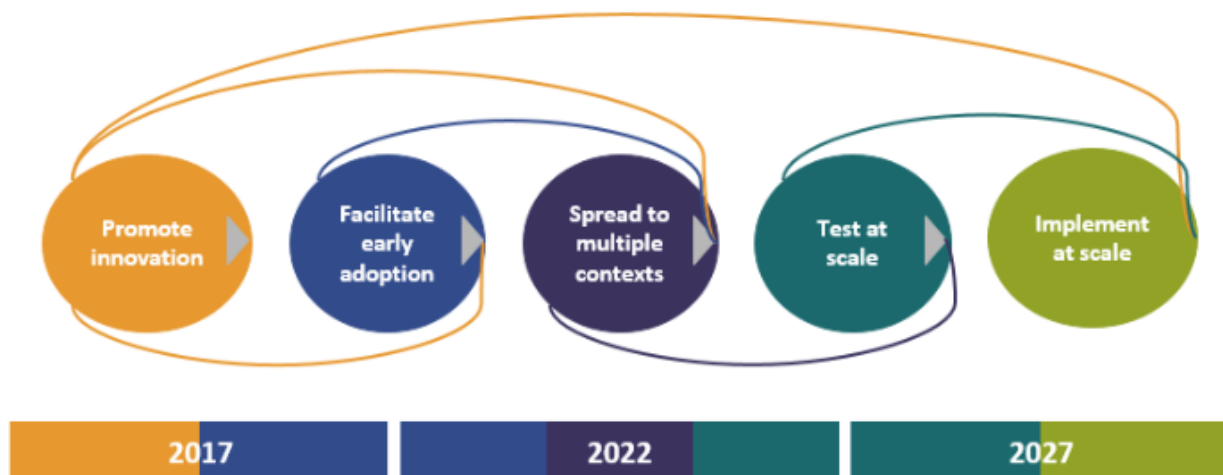 Promote
innovation
Facilitate
early
adoption
Spread to
multiple
contexts
Test at
scale
Implement
at scale
2017
2022
2027